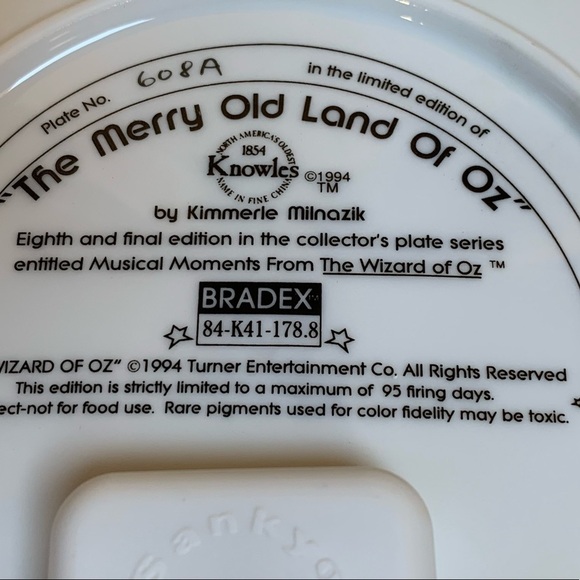 Plate No. 608A in the limited edition of
"The Merry Old Land Of Oz"
NORTH AMERICA'S OLDEST
1854
Knowles ©1994
NAME IN FINE CHINA TM
by Kimmerle Milnazik
Eighth and final edition in the collector's plate series
entitled Musical Moments From The Wizard of Oz ™
BRADEX™
84-K41-178.8
WIZARD OF OZ" ©1994 Turner Entertainment Co. All Rights Reserved
This edition is strictly limited to a maximum of 95 firing days.
ect-not for food use. Rare pigments used for color fidelity may be toxic.
Sankyo